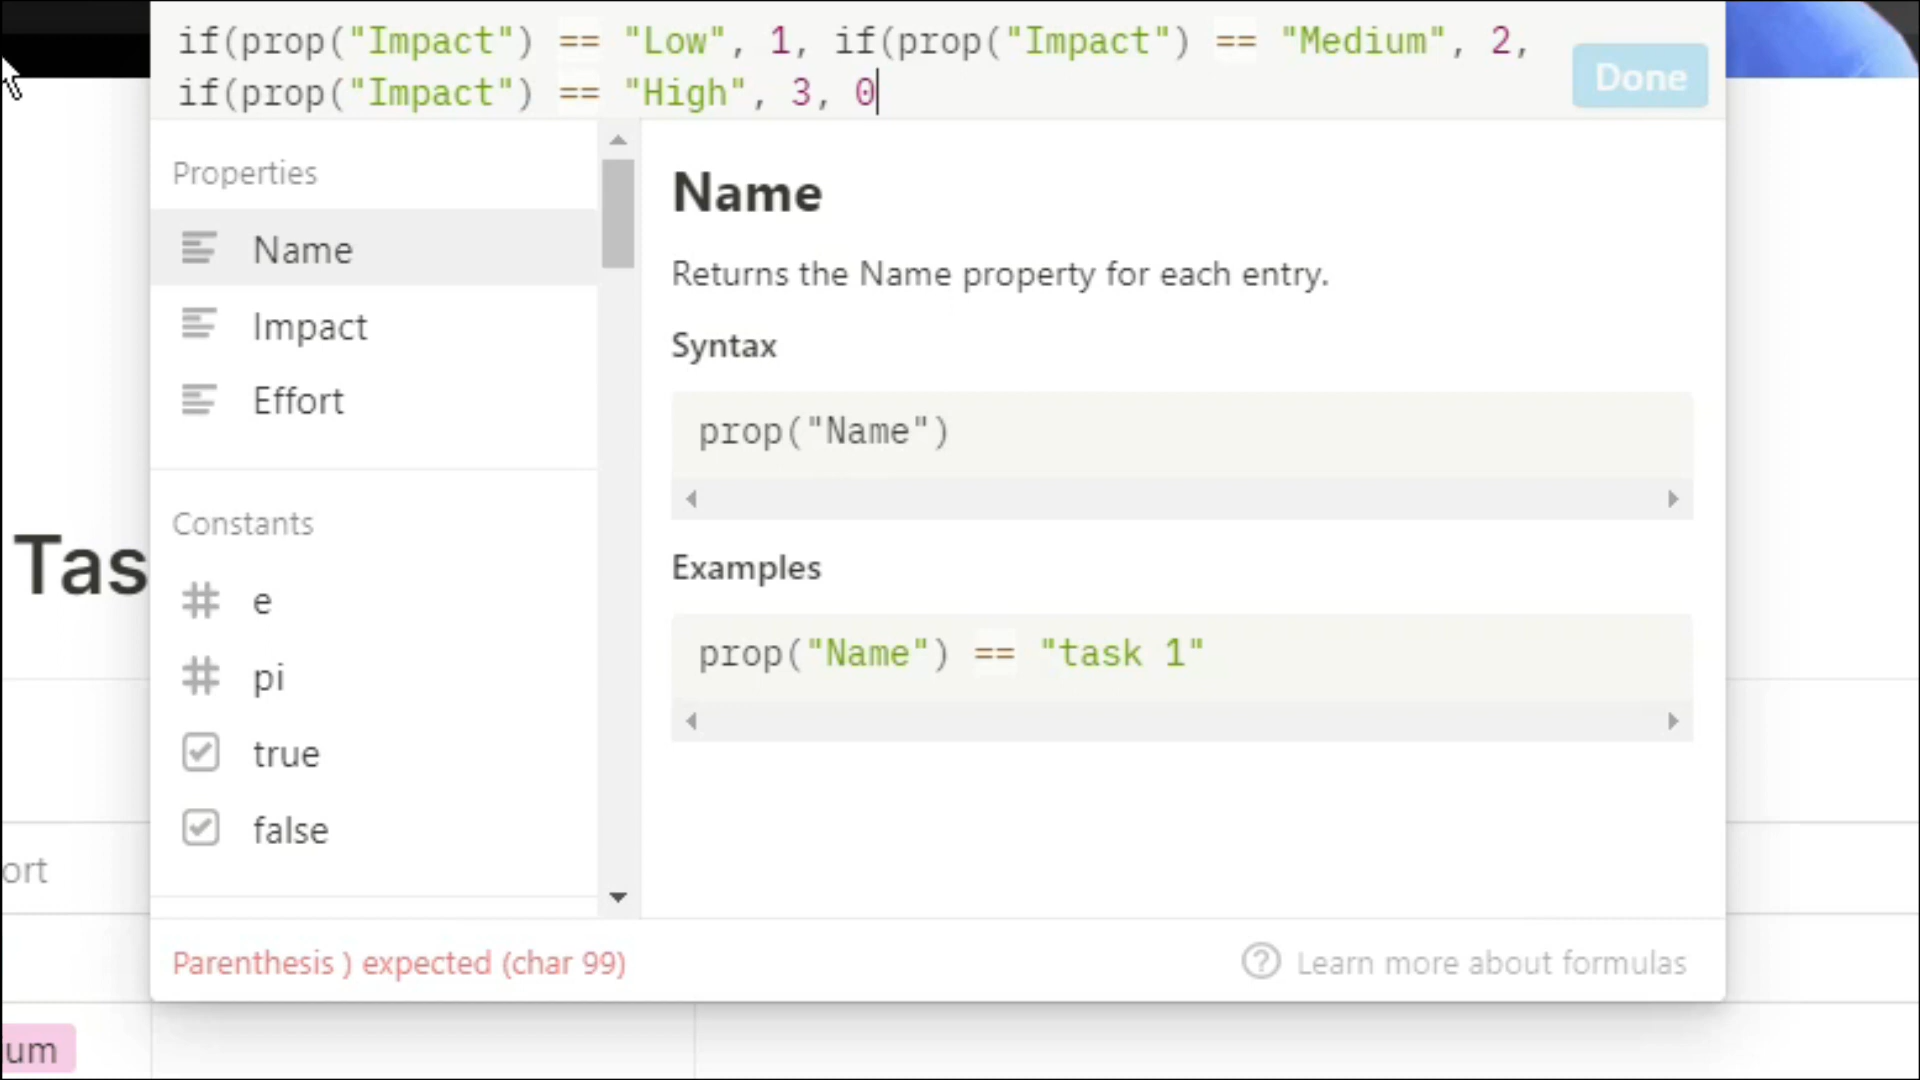 if(prop("Impact") == "Low", 1, if(prop("Impact") == "Medium", 2,
if(prop("Impact") == "High", 3, 0
Done
Properties
Name
Impact
Effort
Constants
e
pi
true
false
Name
Returns the Name property for each entry.
Syntax
prop("Name")
Examples
prop("Name") == "task 1"
Tas
ort
um
Parenthesis ) expected (char 99)
Learn more about formulas